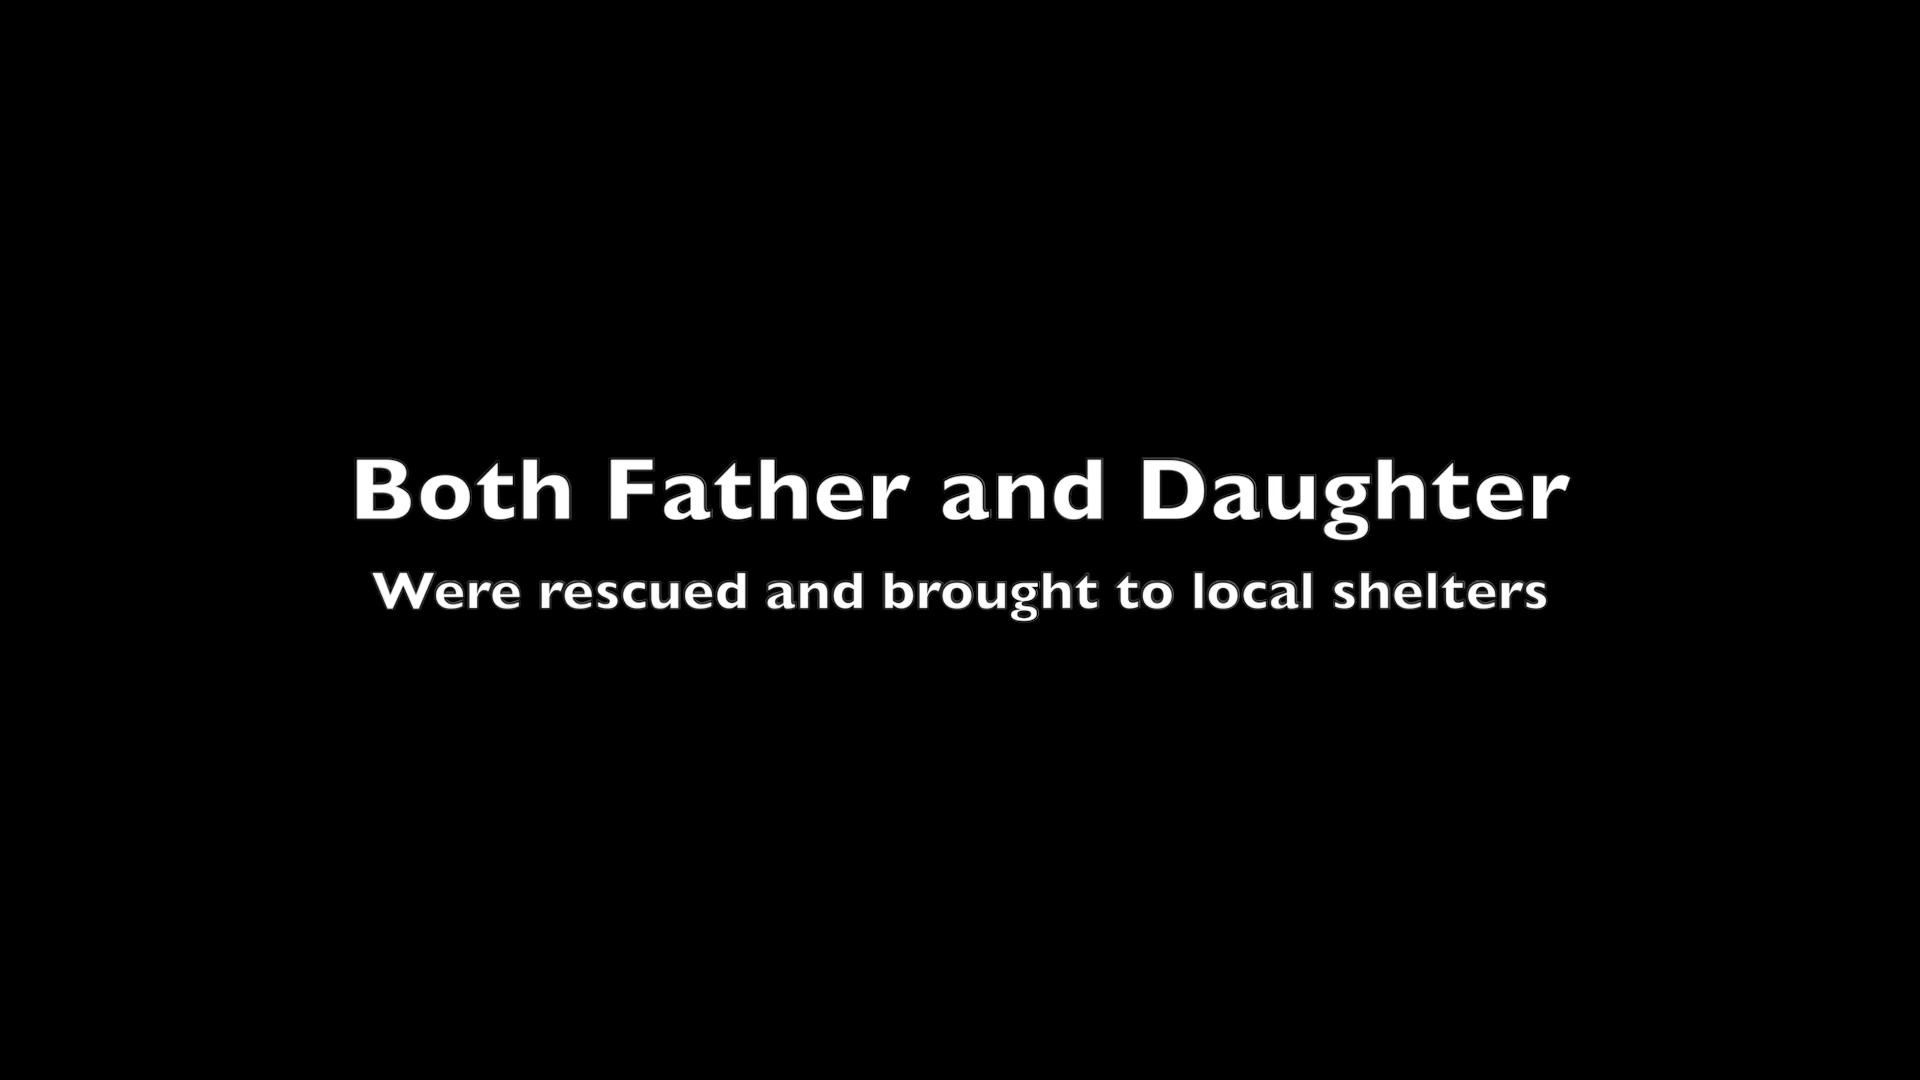 Both Father and Daughter
Were rescued and brought to local shelters